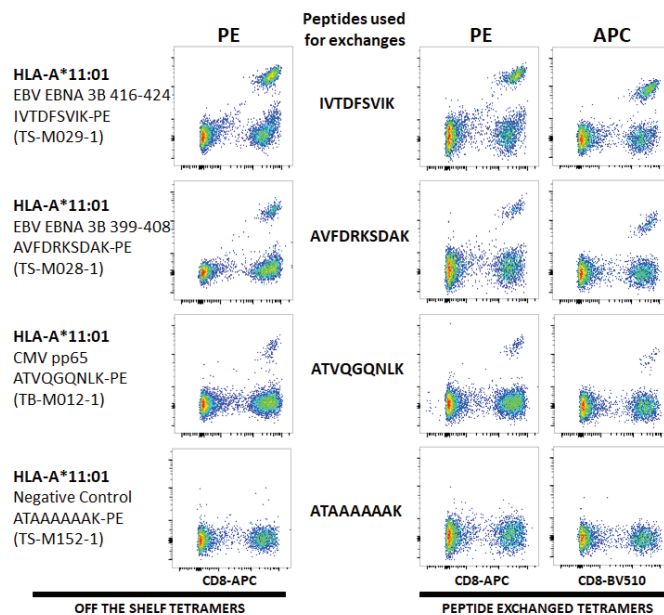 PE
Peptides used
for exchanges
PE
APC
HLA-A*11:01
EBV EBNA 3B 416-424
IVTDFSVIK-PE
(TS-M029-1)
IVTDFSVIK
HLA-A*11:01
EBV EBNA 3B 399-408
AVFDRKSDAK-PE
(TS-M028-1)
AVFDRKSDAK
HLA-A*11:01
CMV pp65
ATVQGQNLK-PE
(TB-M012-1)
ATVQGQNLK
HLA-A*11:01
Negative Control
ATAAAAAAK-PE
(TS-M152-1)
ATAAAAAAK
CD8-APC
CD8-APC
CD8-BV510
OFF THE SHELF TETRAMERS
PEPTIDE EXCHANGED TETRAMERS